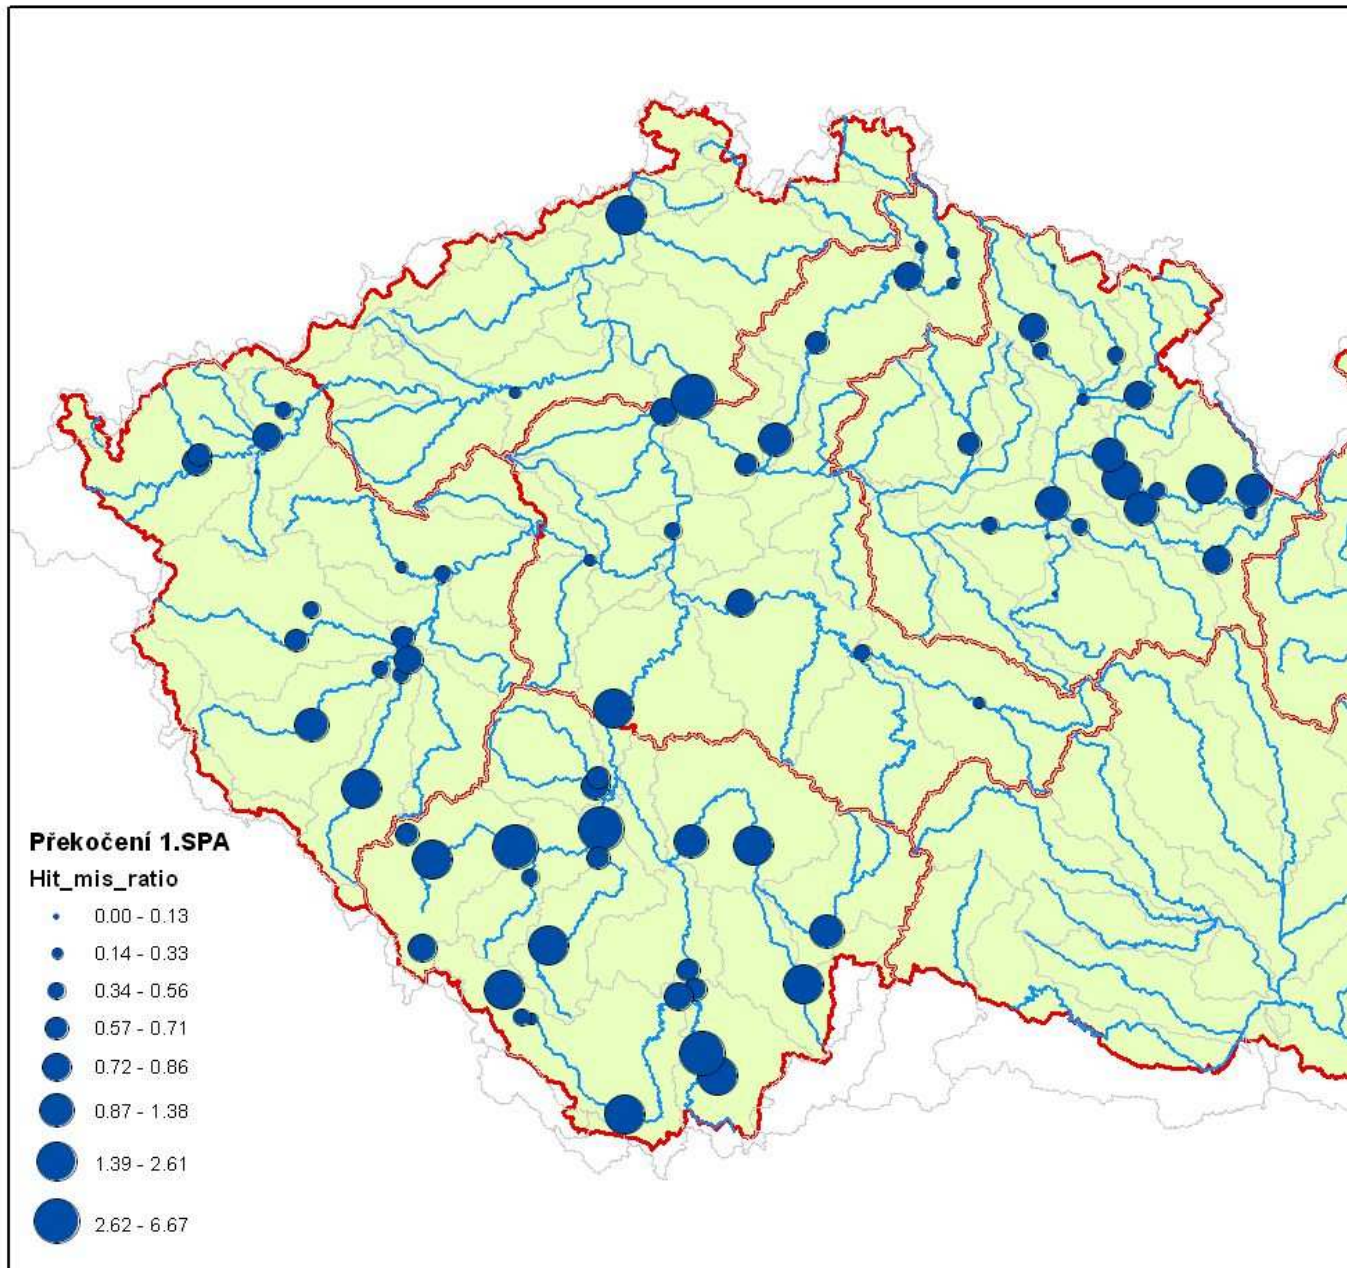 Překočení 1.SPA
Hit_mis_ratio
0.00 - 0.13
0.14 - 0.33
0.34 - 0.56
0.57 - 0.71
0.72 - 0.86
0.87 - 1.38
1.39 - 2.61
2.62 - 6.67